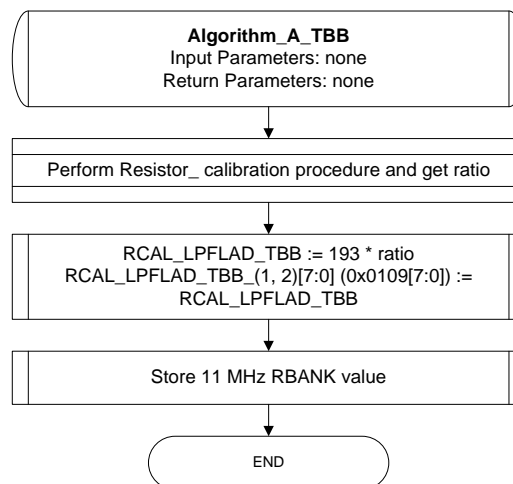 Algorithm_A_TBB
Input Parameters: none
Return Parameters: none
Perform Resistor_ calibration procedure and get ratio
RCAL_LPFLAD_TBB := 193 * ratio
RCAL_LPFLAD_TBB_(1, 2)[7:0] (0x0109[7:0]) :=
RCAL_LPFLAD_TBB
Store 11 MHz RBANK value
END